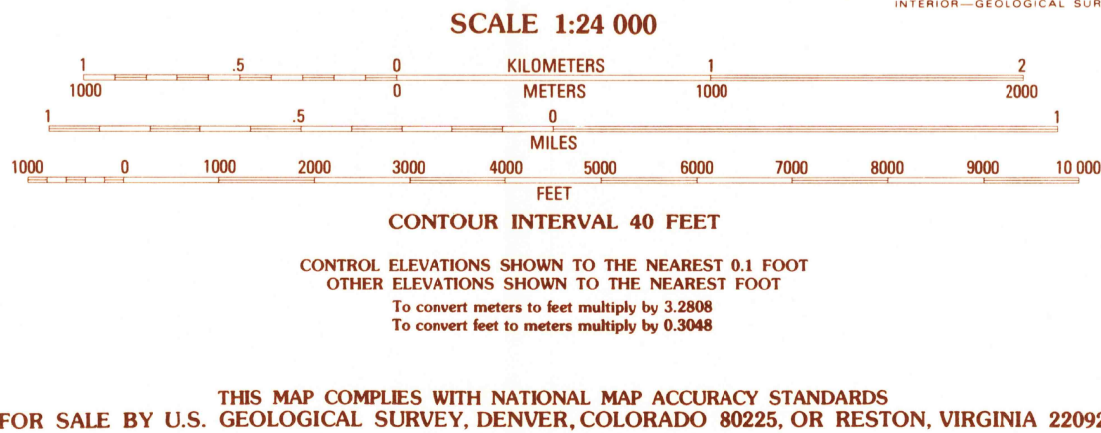 INTERIOR—GEOLOGICAL SUR
SCALE 1:24 000
1 .5 0 KILOMETERS 1 2
1000 0 METERS 1000 2000
1 .5 0 1
MILES
1000 0 1000 2000 3000 4000 5000 6000 7000 8000 9000 10 000
FEET
CONTOUR INTERVAL 40 FEET
CONTROL ELEVATIONS SHOWN TO THE NEAREST 0.1 FOOT
OTHER ELEVATIONS SHOWN TO THE NEAREST FOOT
To convert meters to feet multiply by 3.2808
To convert feet to meters multiply by 0.3048
THIS MAP COMPLIES WITH NATIONAL MAP ACCURACY STANDARDS
FOR SALE BY U.S. GEOLOGICAL SURVEY, DENVER, COLORADO 80225, OR RESTON, VIRGINIA 22092